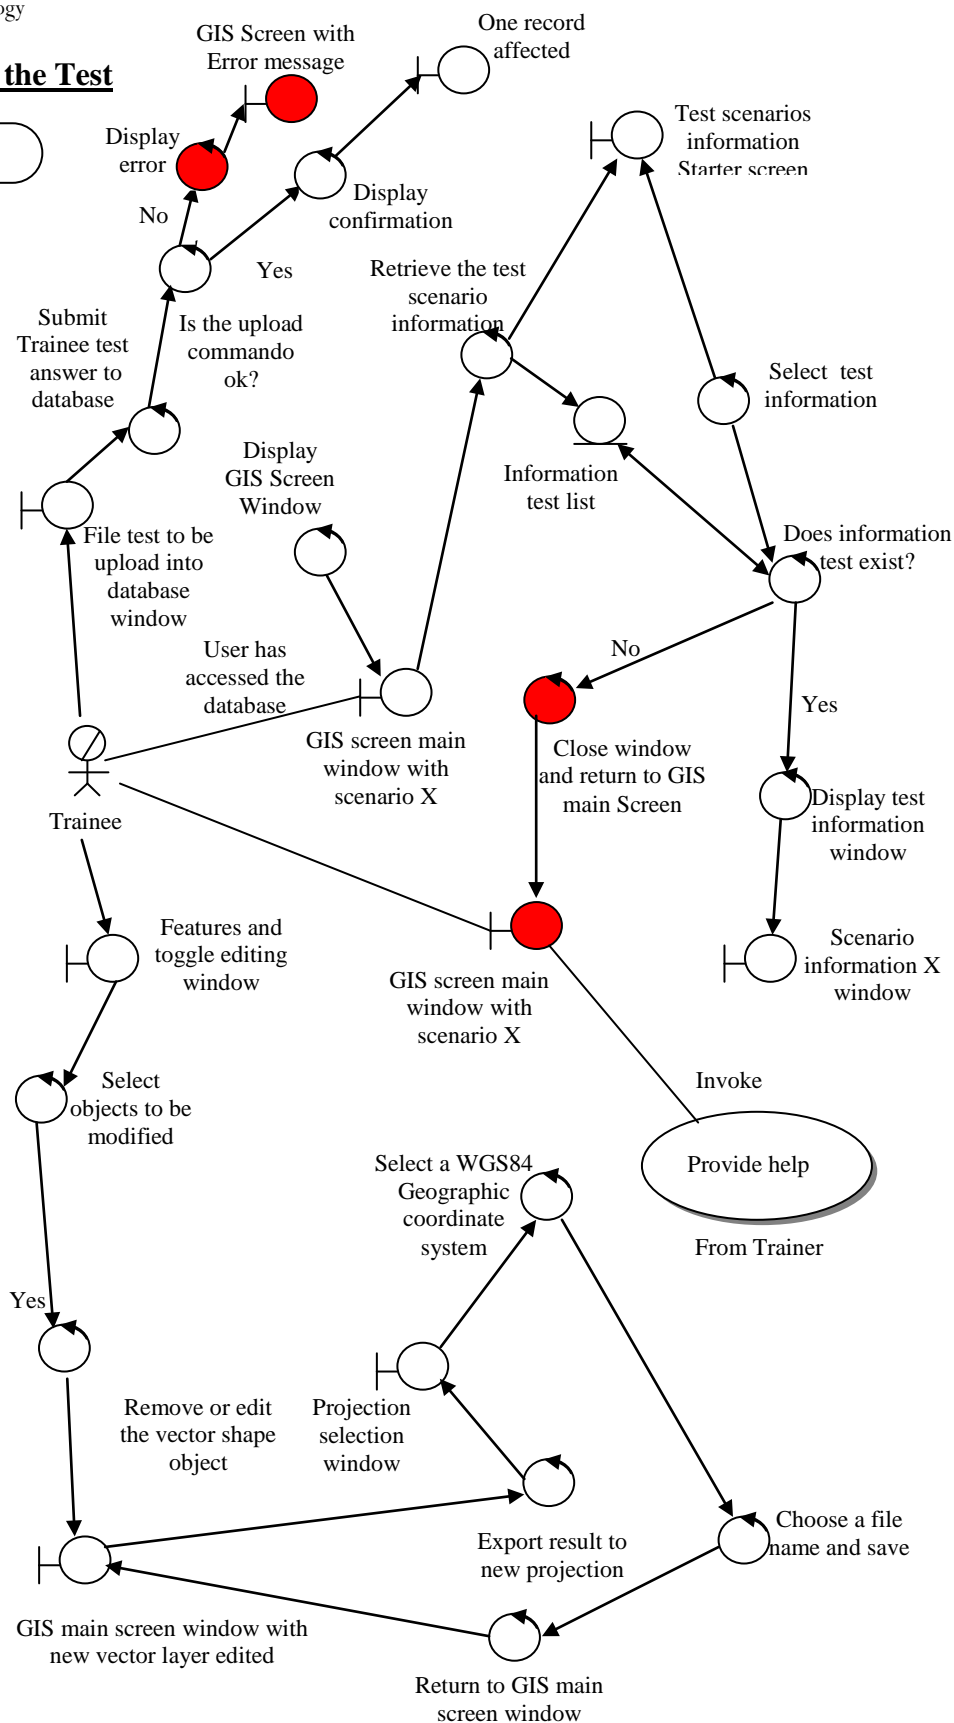 ogy
the Test
GIS Screen with
Error message
One record
affected
Display
error
Test scenarios
information
Starter screen
No
Display
confirmation
Yes
Retrieve the test
scenario
information
Submit
Trainee test
answer to
database
Is the upload
commando
ok?
Select test
information
Display
GIS Screen
Window
Information
test list
File test to be
upload into
database
window
Does information
test exist?
User has
accessed the
database
No
Yes
GIS screen main
window with
scenario X
Close window
and return to GIS
main Screen
Trainee
Display test
information
window
Features and
toggle editing
window
Scenario
information X
window
GIS screen main
window with
scenario X
Select
objects to be
modified
Invoke
Provide help
From Trainer
Select a WGS84
Geographic
coordinate
system
Yes
Remove or edit
the vector shape
object
Projection
selection
window
Export result to
new projection
Choose a file
name and save
GIS main screen window with
new vector layer edited
Return to GIS main
screen window